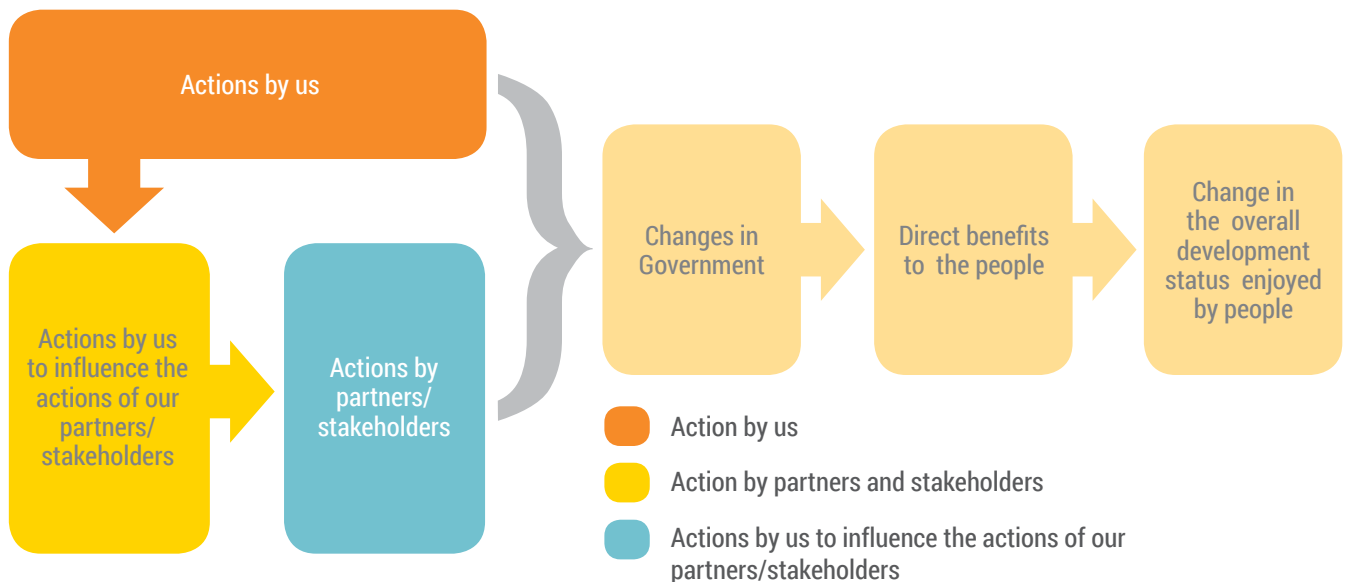 Actions by us
Actions by us
to influence the
actions of our
partners/
stakeholders
Actions by
partners/
stakeholders
Changes in
Government
Direct benefits
to the people
Change in
the overall
development
status enjoyed
by people
Action by us
Action by partners and stakeholders
Actions by us to influence the actions of our
partners/stakeholders